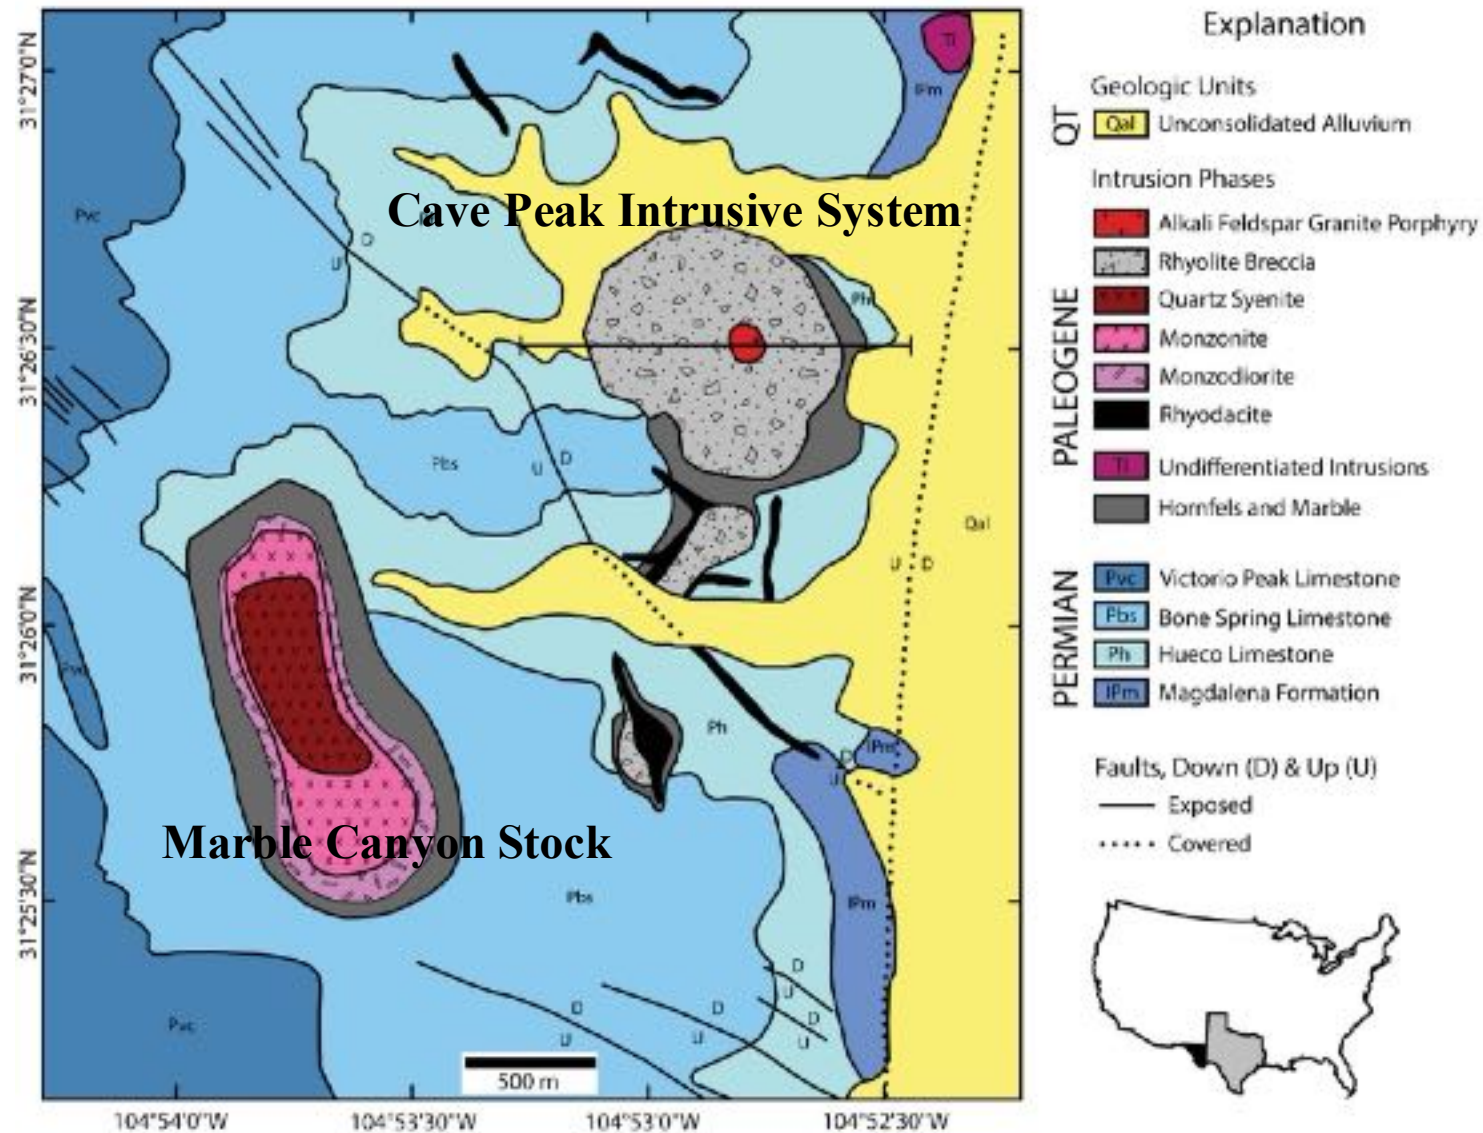 Explanation
Geologic Units
QT
Qal Unconsolidated Alluvium
Intrusion Phases
PALEOGENE
Alkali Feldspar Granite Porphyry
Rhyolite Breccia
Quartz Syenite
Monzonite
Monzodiorite
Rhyodacite
TI Undifferentiated Intrusions
Hornfels and Marble
PERMIAN
Pvc Victorio Peak Limestone
Pbs Bone Spring Limestone
Ph Hueco Limestone
IPm Magdalena Formation
Faults, Down (D) & Up (U)
Exposed
Covered
31°27'0"N
31°26'30"N
31°26'0"N
31°25'30"N
TI
IPm
Pvc
Cave Peak Intrusive System
D
U
Ph
Pbs
U D
Qal
U D
Pvc
Ph
IPm
D
U
Marble Canyon Stock
Pbs
IPm
D
U
D
U
D
U
D
U
Pvc
500 m
104°54'0"W
104°53'30"W
104°53'0"W
104°52'30"W